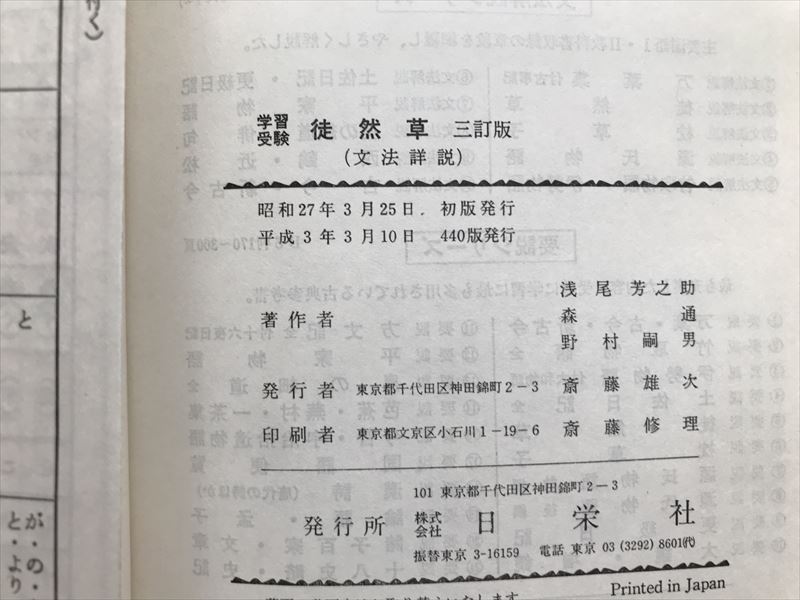 学習受験 徒然草 三訂版
(文法詳説)
昭和27年3月25日. 初版発行
平成3年3月10日 440版発行
著作者
浅尾芳之助
森通
野村嗣男
発行者 東京都千代田区神田錦町2-3 斎藤雄次
印刷者 東京都文京区小石川1-19-6 斎藤修理
101 東京都千代田区神田錦町2-3
発行所 株式会社 日栄社
振替東京 3-16159 電話 東京 03 (3292) 8601㈹
Printed in Japan
と
が・の・
と・より